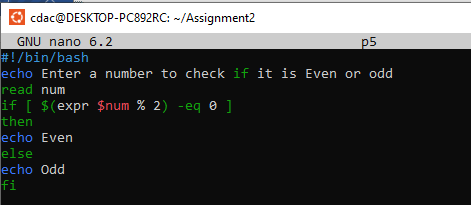 cdac@DESKTOP-PC892RC: ~/Assignment2
GNU nano 6.2 p5
#!/bin/bash
echo Enter a number to check if it is Even or odd
read num
if [ $(expr $num % 2) -eq 0 ]
then
echo Even
else
echo Odd
fi